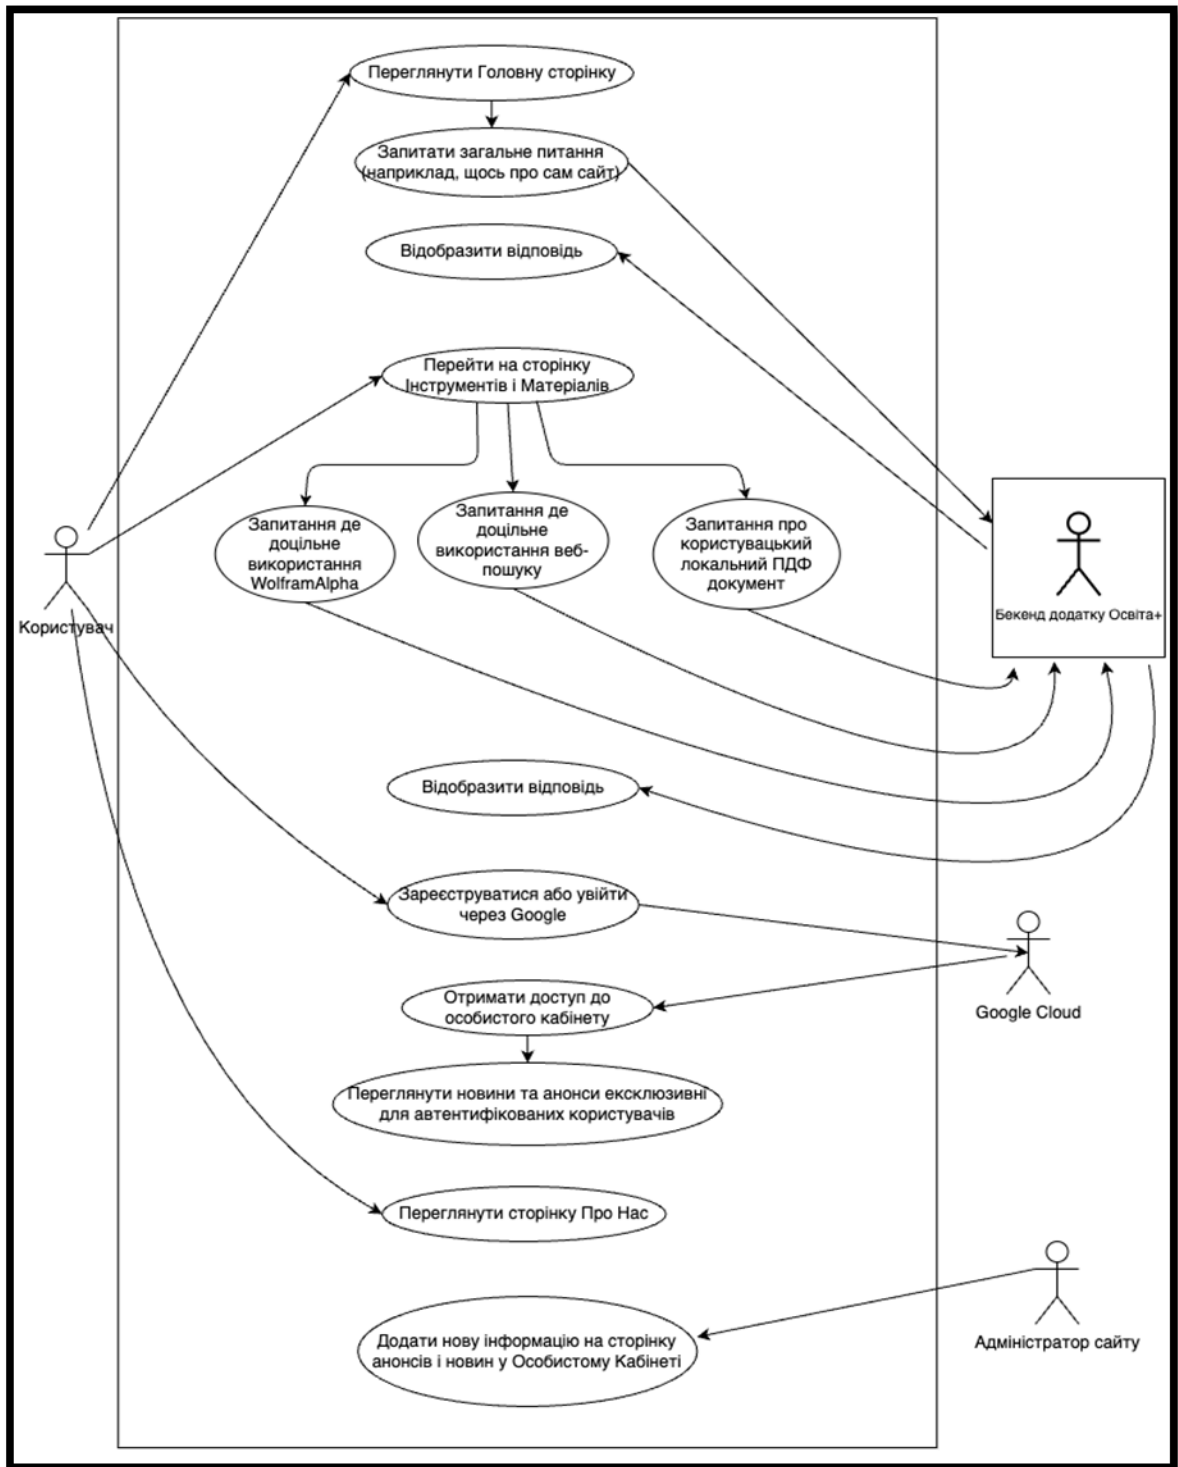 Переглянути Головну сторінку
Запитати загальне питання
(наприклад, щось про сам сайт)
Відобразити відповідь
Перейти на сторінку
Інструментів і Матеріалів
Запитання де
доцільне
використання
WolframAlpha
Запитання де
доцільне
використання веб-
пошуку
Запитання про
користувацький
локальний ПДФ
документ
Бекенд додатку Освіта+
Користувач
Відобразити відповідь
Зареєструватися або увійти
через Google
Отримати доступ до
особистого кабінету
Google Cloud
Переглянути новини та анонси ексклюзивні
для автентифікованих користувачів
Переглянути сторінку Про Нас
Додати нову інформацію на сторінку
анонсів і новин у Особистому Кабінеті
Адміністратор сайту